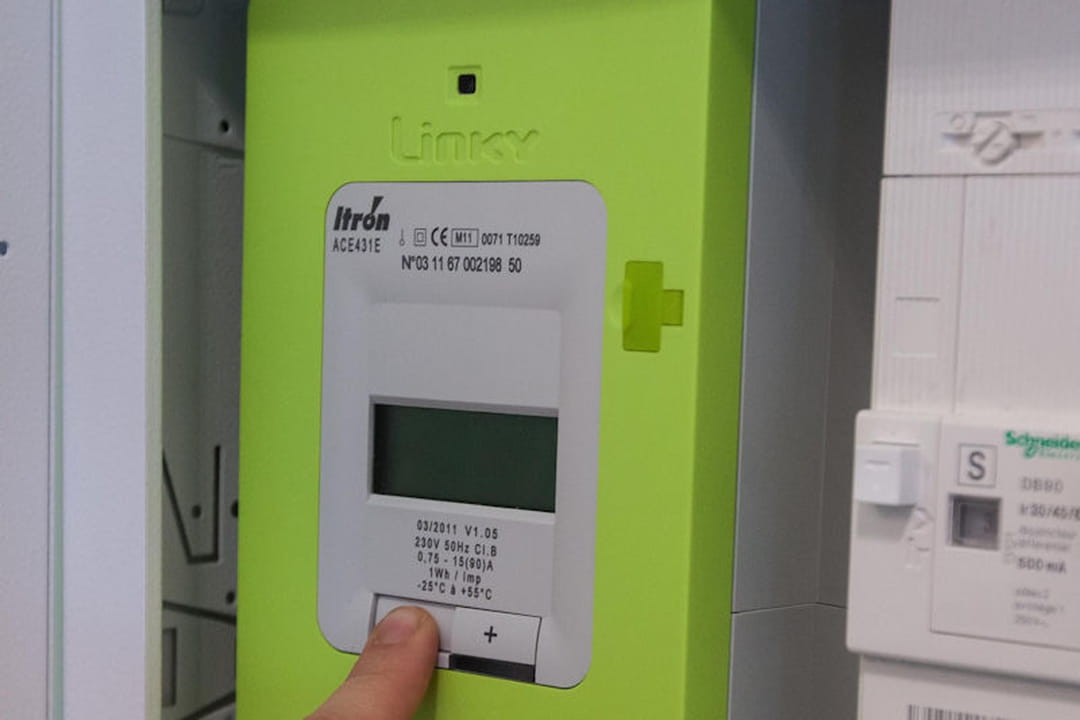 Linky
Itron
ACE431E
CE M11 0071 T10259
N°03 11 67 002198 50
03/2011 V1.05
230V 50Hz Cl.B
0,75 - 15(90)A
1Wh / Imp
-25°C à +55°C
+
Schneider
Electric
S
DB90
500 mA